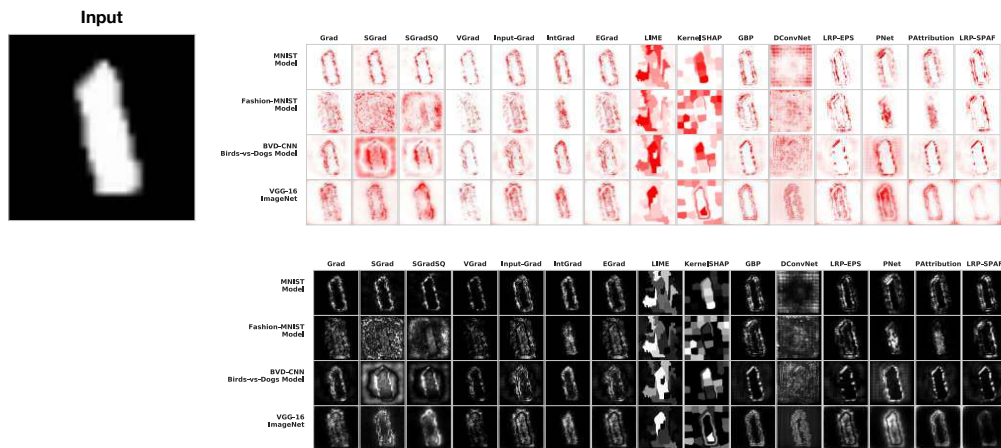 Input
Grad SGrad SGradSQ VGrad Input-Grad IntGrad EGrad LIME KernelSHAP GBP DConvNet LRP-EPS PNet PAttribution LRP-SPAF
MNIST
Model
Fashion-MNIST
Model
BVD-CNN
Birds-vs-Dogs Model
VGG-16
ImageNet
Grad SGrad SGradSQ VGrad Input-Grad IntGrad EGrad LIME KernelSHAP GBP DConvNet LRP-EPS PNet PAttribution LRP-SPAF
MNIST
Model
Fashion-MNIST
Model
BVD-CNN
Birds-vs-Dogs Model
VGG-16
ImageNet